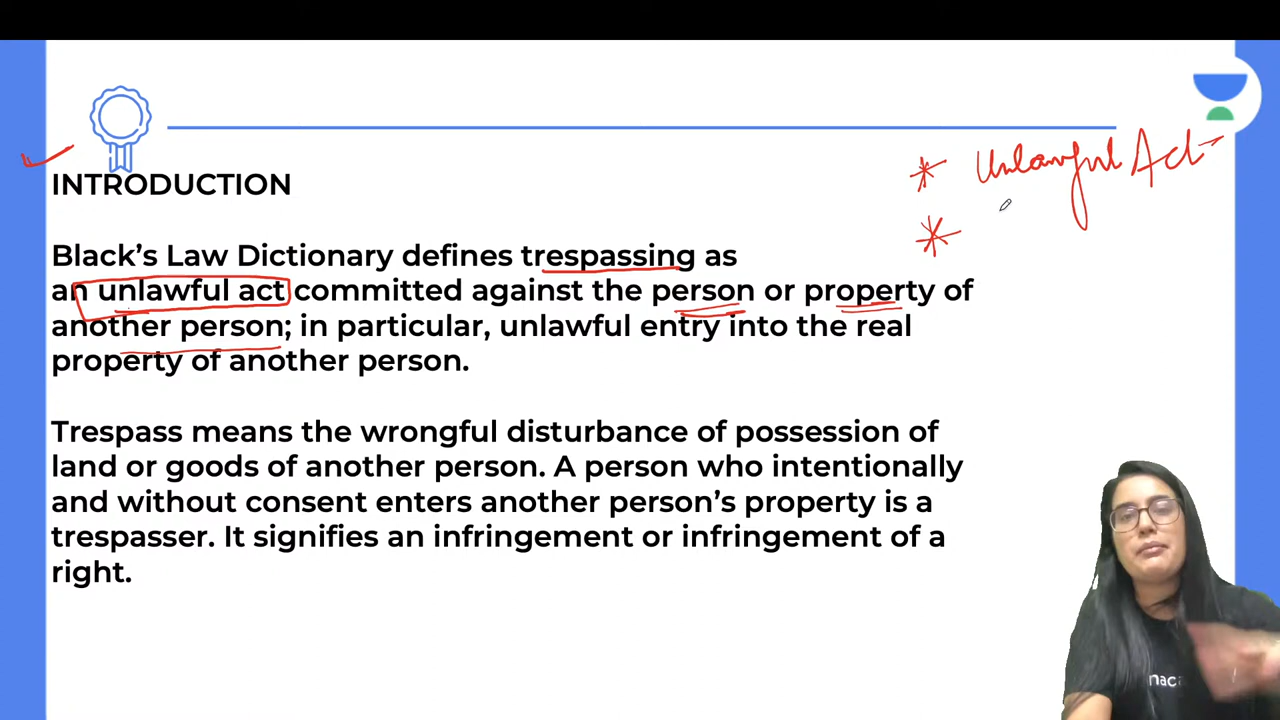 * Unlawful Act -
*
INTRODUCTION
Black's Law Dictionary defines trespassing as
an unlawful act committed against the person or property of
another person; in particular, unlawful entry into the real
property of another person.
Trespass means the wrongful disturbance of possession of
land or goods of another person. A person who intentionally
and without consent enters another person's property is a
trespasser. It signifies an infringement or infringement of a
right.